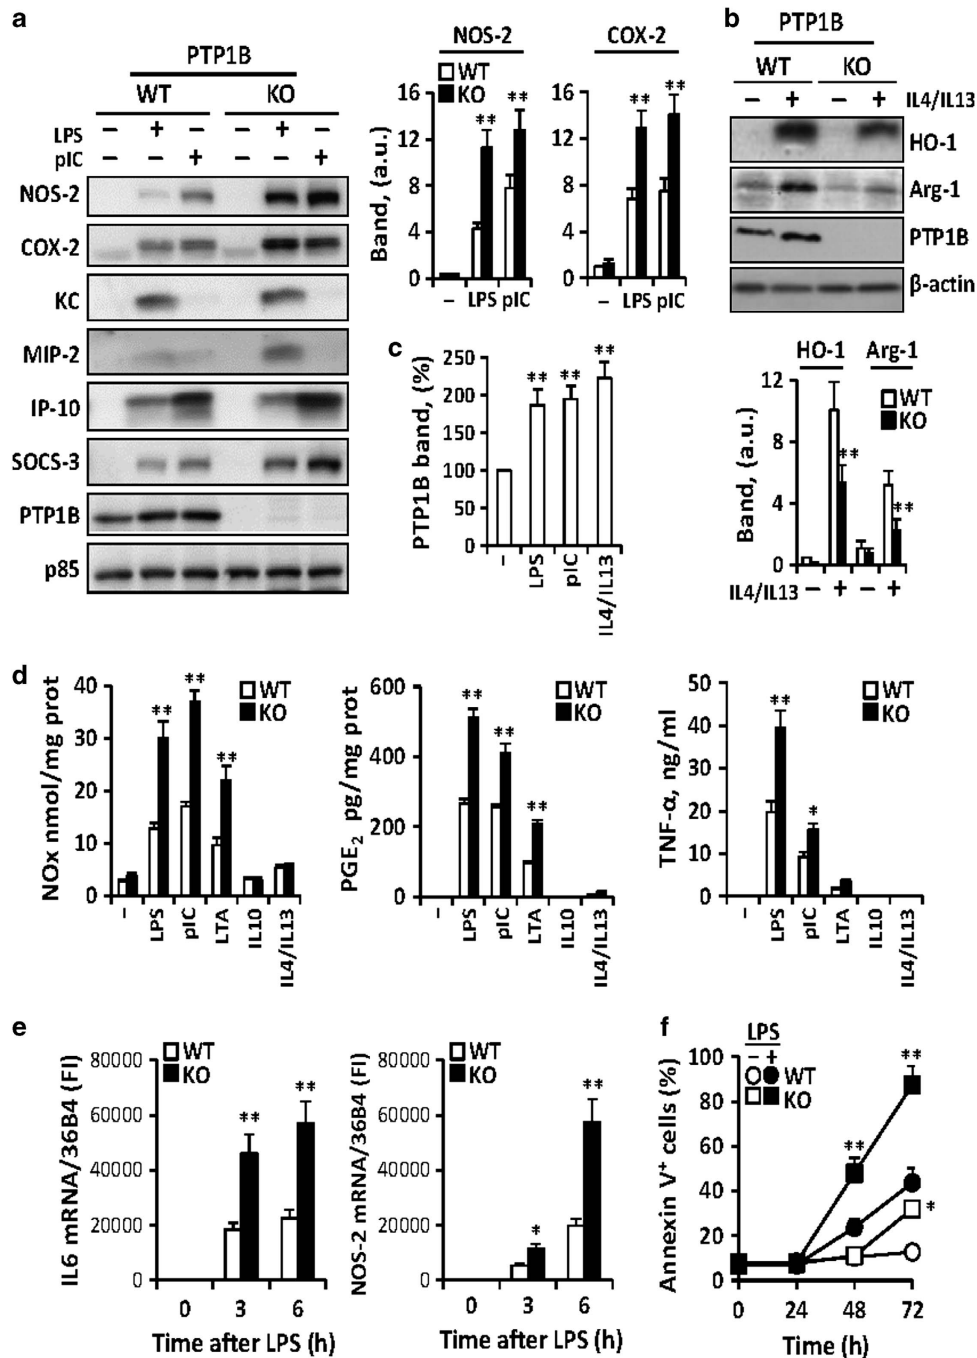 a
PTP1B
WT KO
LPS – + – – + –
pIC – – + – – +
NOS-2
COX-2
KC
MIP-2
IP-10
SOCS-3
PTP1B
p85
NOS-2 COX-2
WT
KO
Band, (a.u.)
16 16
12 12
8 8
4 4
0 0
** ** ** **
– LPS pIC – LPS pIC
b
PTP1B
WT KO
– + – + IL4/IL13
HO-1
Arg-1
PTP1B
β-actin
HO-1 Arg-1
WT
KO
Band, (a.u.)
12
8
4
0
** **
IL4/IL13 – + – +
c
PTP1B band, (%)
250
200
150
100
50
0
** ** **
– LPS pIC IL4/IL13
d
NOx nmol/mg prot
40
30
20
10
0
WT
KO
** ** **
– LPS pIC LTA IL10 IL4/IL13
PGE2 pg/mg prot
600
400
200
0
WT
KO
** ** **
– LPS pIC LTA IL10 IL4/IL13
TNF-α, ng/ml
50
40
30
20
10
0
WT
KO
** *
– LPS pIC LTA IL10 IL4/IL13
e
IL6 mRNA/36B4 (FI)
80000
60000
40000
20000
0
WT
KO
** **
0 3 6
Time after LPS (h)
NOS-2 mRNA/36B4 (FI)
80000
60000
40000
20000
0
WT
KO
* **
0 3 6
Time after LPS (h)
f
LPS
– +
WT
KO
Annexin V+ cells (%)
100
80
60
40
20
0
** ** *
0 24 48 72
Time (h)